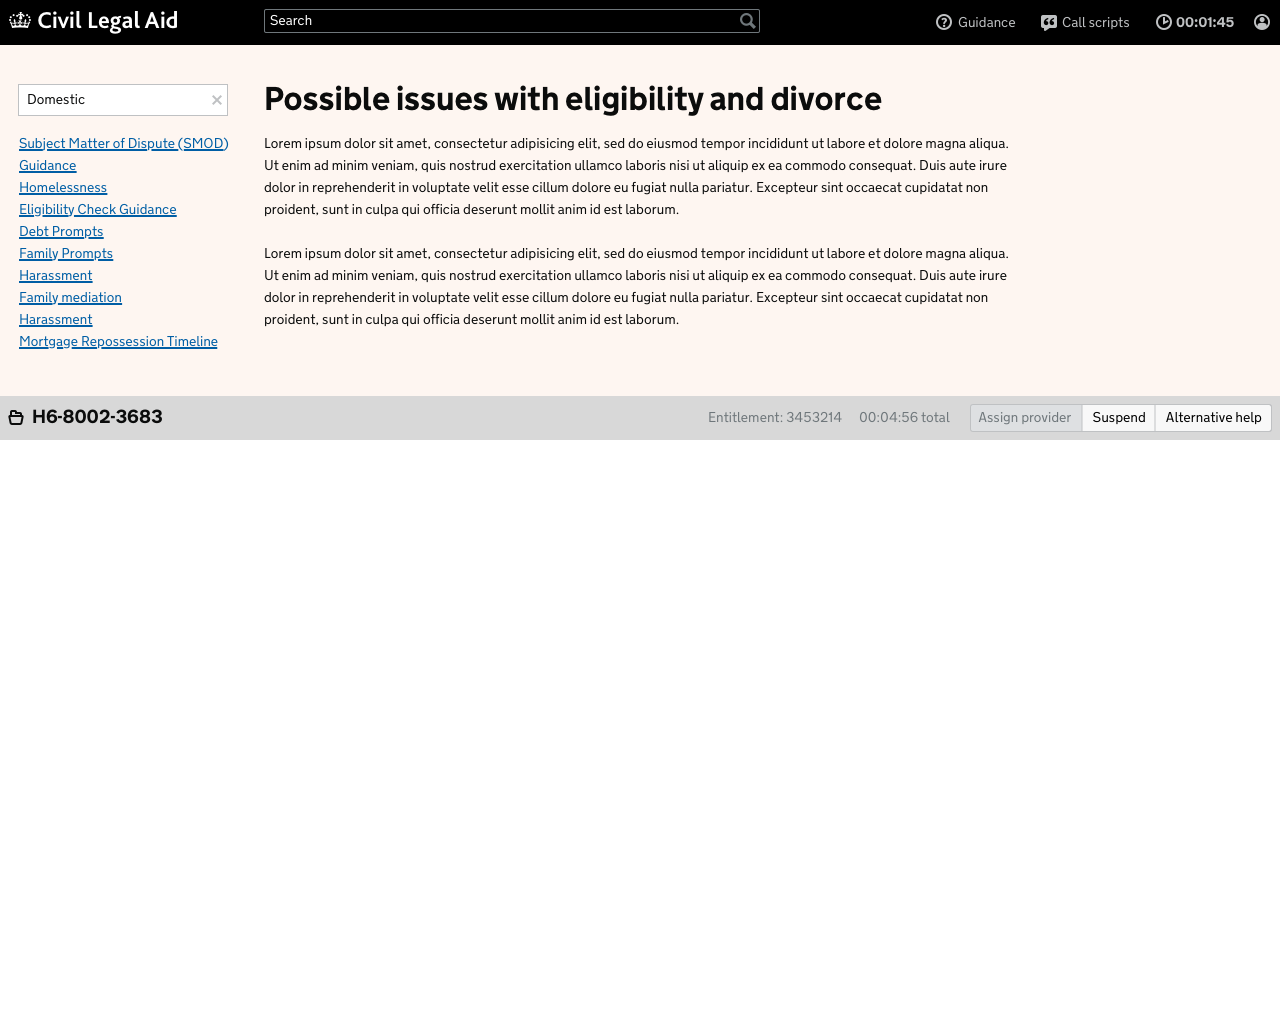 Civil Legal Aid
Search
Guidance
Call scripts
00:01:45
Domestic
Subject Matter of Dispute (SMOD)
Guidance
Homelessness
Eligibility Check Guidance
Debt Prompts
Family Prompts
Harassment
Family mediation
Harassment
Mortgage Repossession Timeline
Possible issues with eligibility and divorce
Lorem ipsum dolor sit amet, consectetur adipisicing elit, sed do eiusmod tempor incididunt ut labore et dolore magna aliqua.
Ut enim ad minim veniam, quis nostrud exercitation ullamco laboris nisi ut aliquip ex ea commodo consequat. Duis aute irure
dolor in reprehenderit in voluptate velit esse cillum dolore eu fugiat nulla pariatur. Excepteur sint occaecat cupidatat non
proident, sunt in culpa qui officia deserunt mollit anim id est laborum.
Lorem ipsum dolor sit amet, consectetur adipisicing elit, sed do eiusmod tempor incididunt ut labore et dolore magna aliqua.
Ut enim ad minim veniam, quis nostrud exercitation ullamco laboris nisi ut aliquip ex ea commodo consequat. Duis aute irure
dolor in reprehenderit in voluptate velit esse cillum dolore eu fugiat nulla pariatur. Excepteur sint occaecat cupidatat non
proident, sunt in culpa qui officia deserunt mollit anim id est laborum.
H6-8002-3683
Entitlement: 3453214
00:04:56 total
Assign provider
Suspend
Alternative help